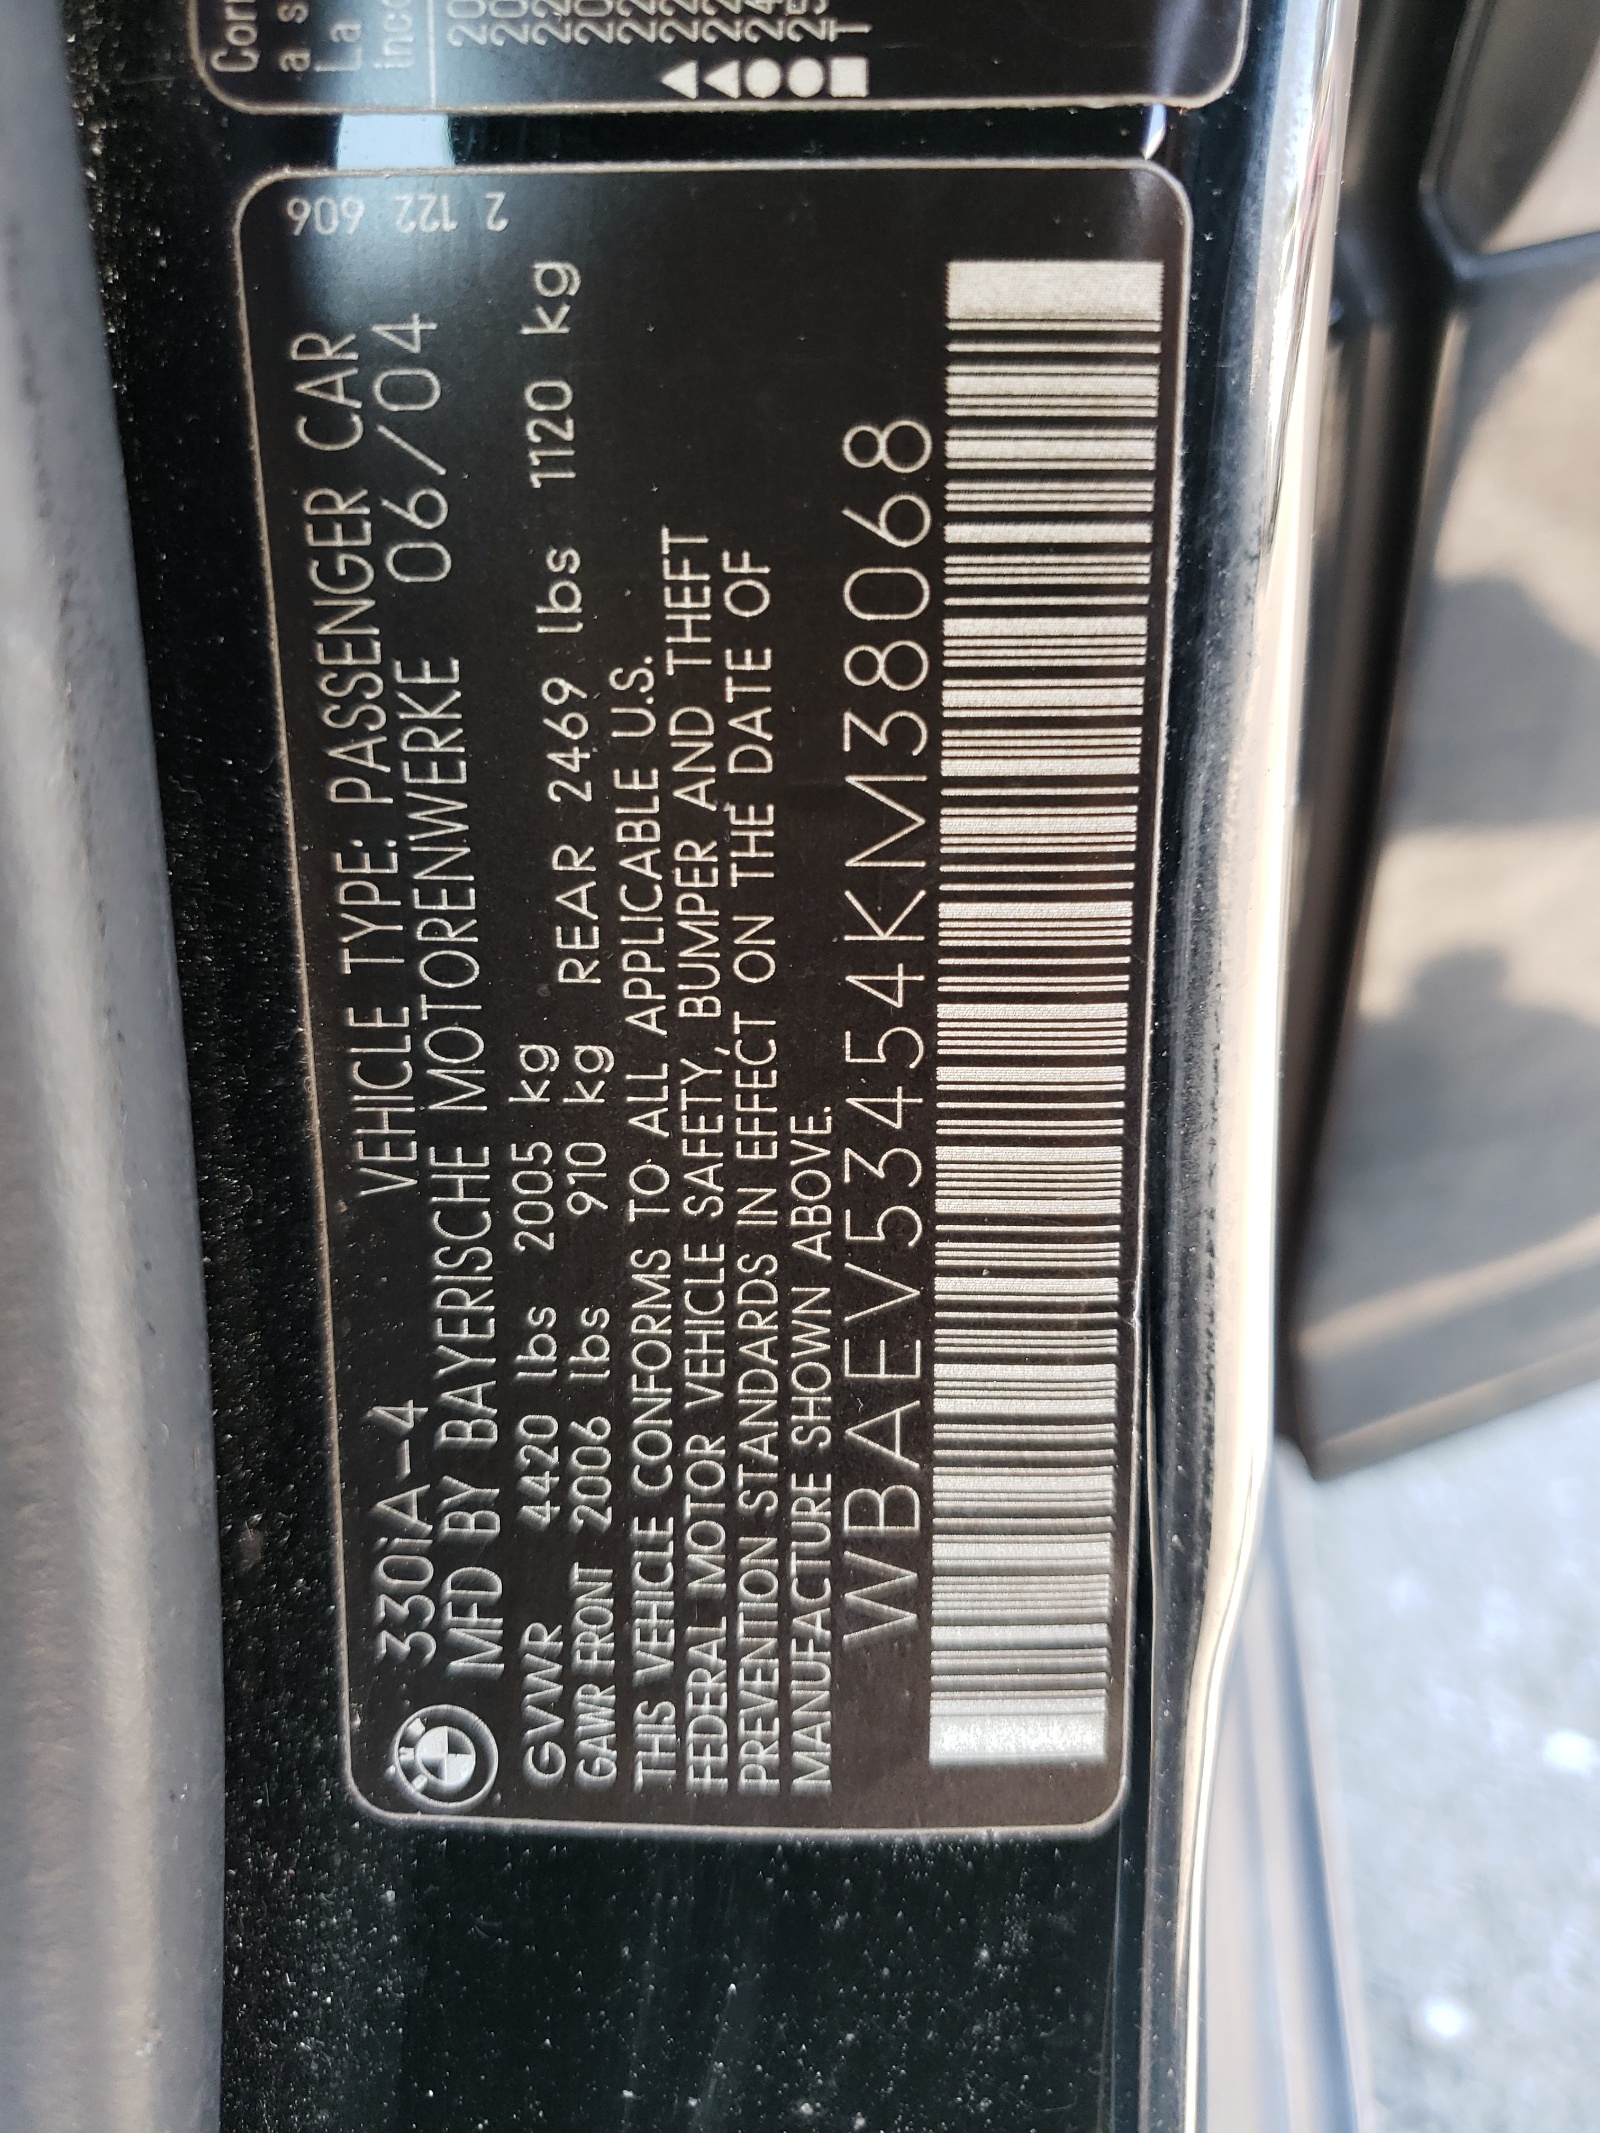 330iA-4 VEHICLE TYPE: PASSENGER CAR
MFD BY BAYERISCHE MOTORENWERKE 06/04
GVWR 4420 lbs 2005 kg
GAWR FRONT 2006 lbs 910 kg REAR 2469 lbs 1120 kg
THIS VEHICLE CONFORMS TO ALL APPLICABLE U.S.
FEDERAL MOTOR VEHICLE SAFETY, BUMPER AND THEFT
PREVENTION STANDARDS IN EFFECT ON THE DATE OF
MANUFACTURE SHOWN ABOVE.
WBAEV53454KM38068
2 122 606
a s
La